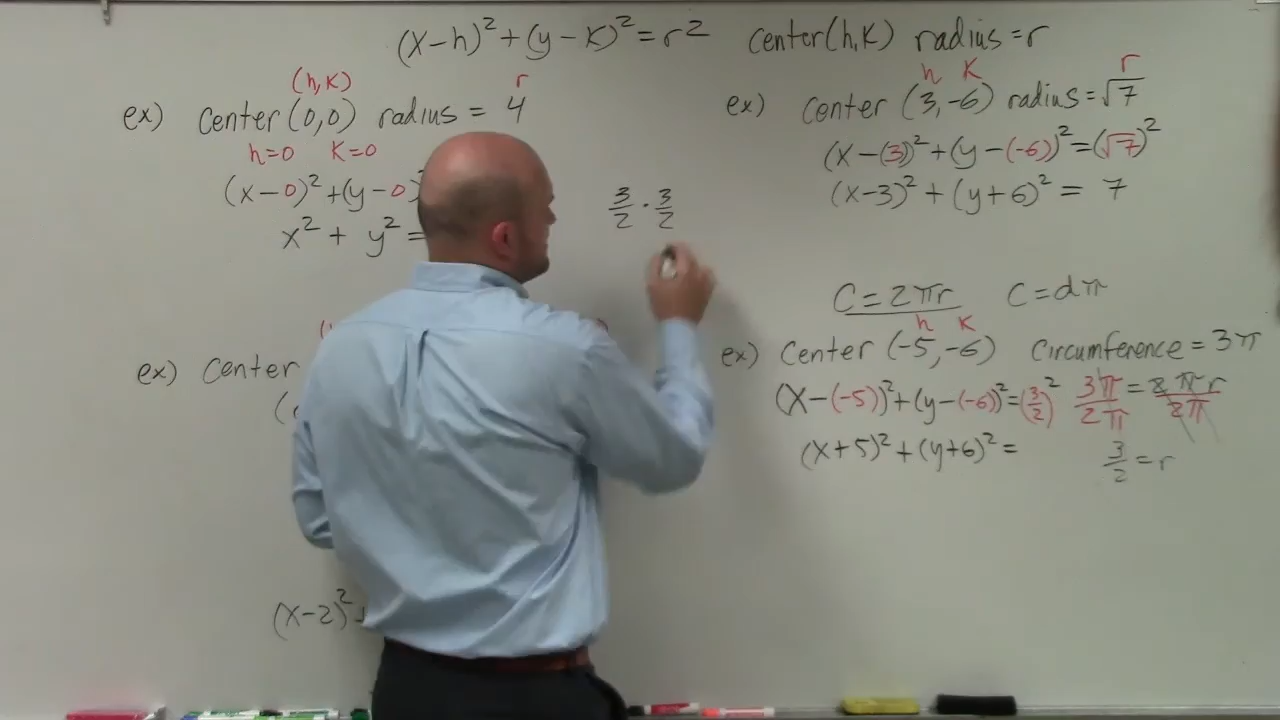 (x-h)² + (y-k)² = r² center(h,k) radius = r
(h,k) r
ex) center (0,0) radius = 4
h=0 k=0
(x-0)² + (y-0)
x² + y² =
3/2 · 3/2
h k r
ex) center (3,-6) radius = √7
(x-(3))² + (y-(-6))² = (√7)²
(x-3)² + (y+6)² = 7
ex) center
(x-2)² +
C = 2πr C = dπ
h k
ex) center (-5,-6) Circumference = 3π
(x-(-5))² + (y-(-6))² = (3/2)² 3π/2π = 2πr/2π
(x+5)² + (y+6)² = 3/2 = r